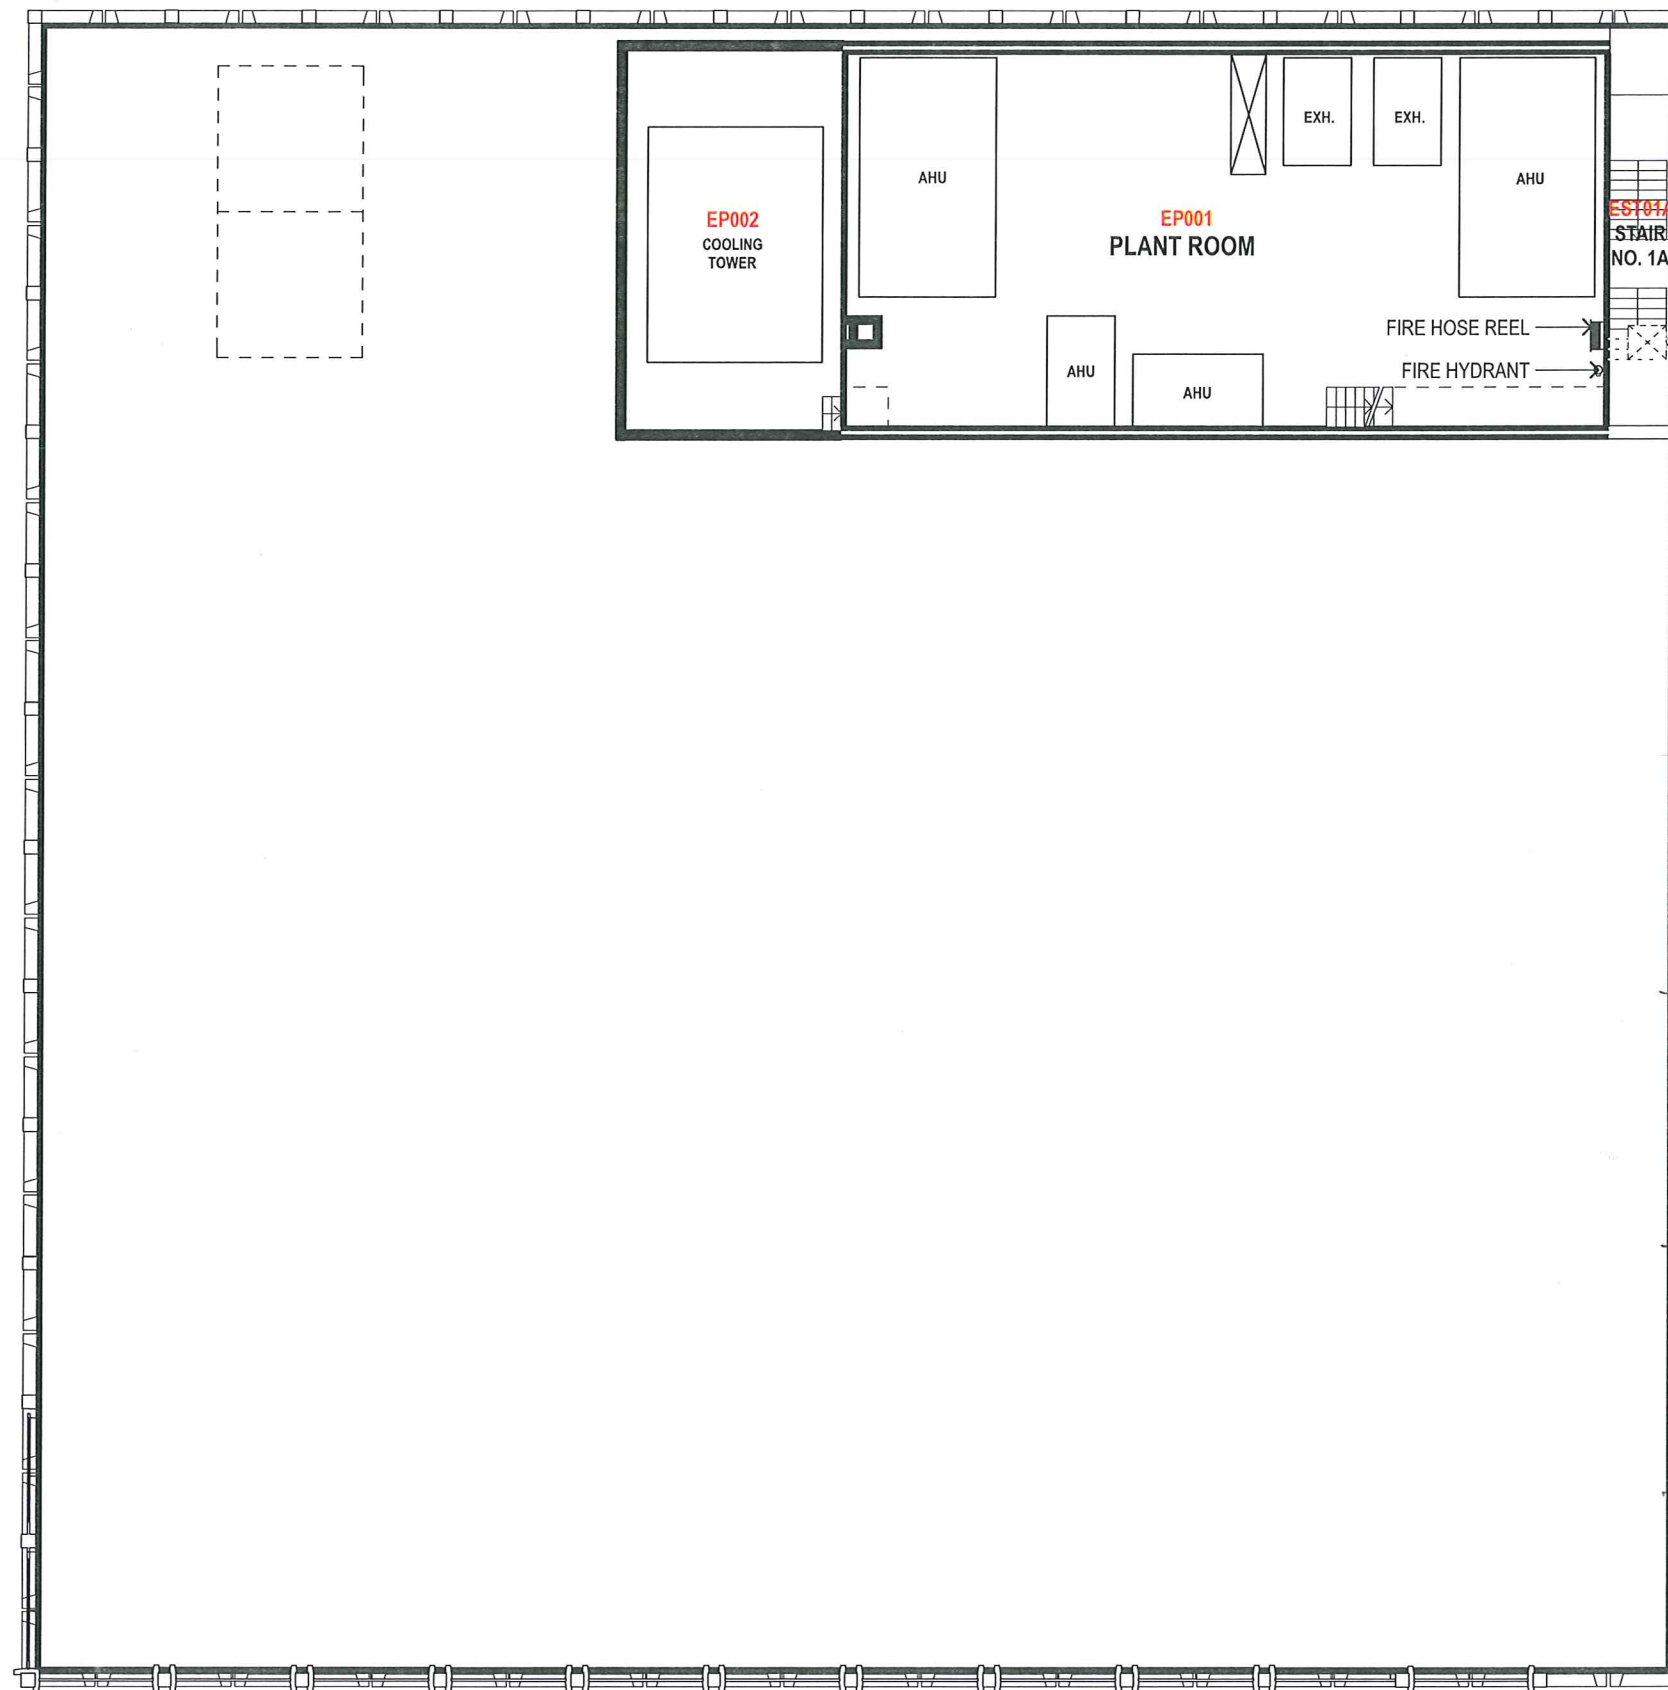 EXH.
EXH.
AHU
AHU
EP002
COOLING
TOWER
EP001
PLANT ROOM
EST01A
STAIR
NO. 1A
FIRE HOSE REEL
FIRE HYDRANT
AHU
AHU